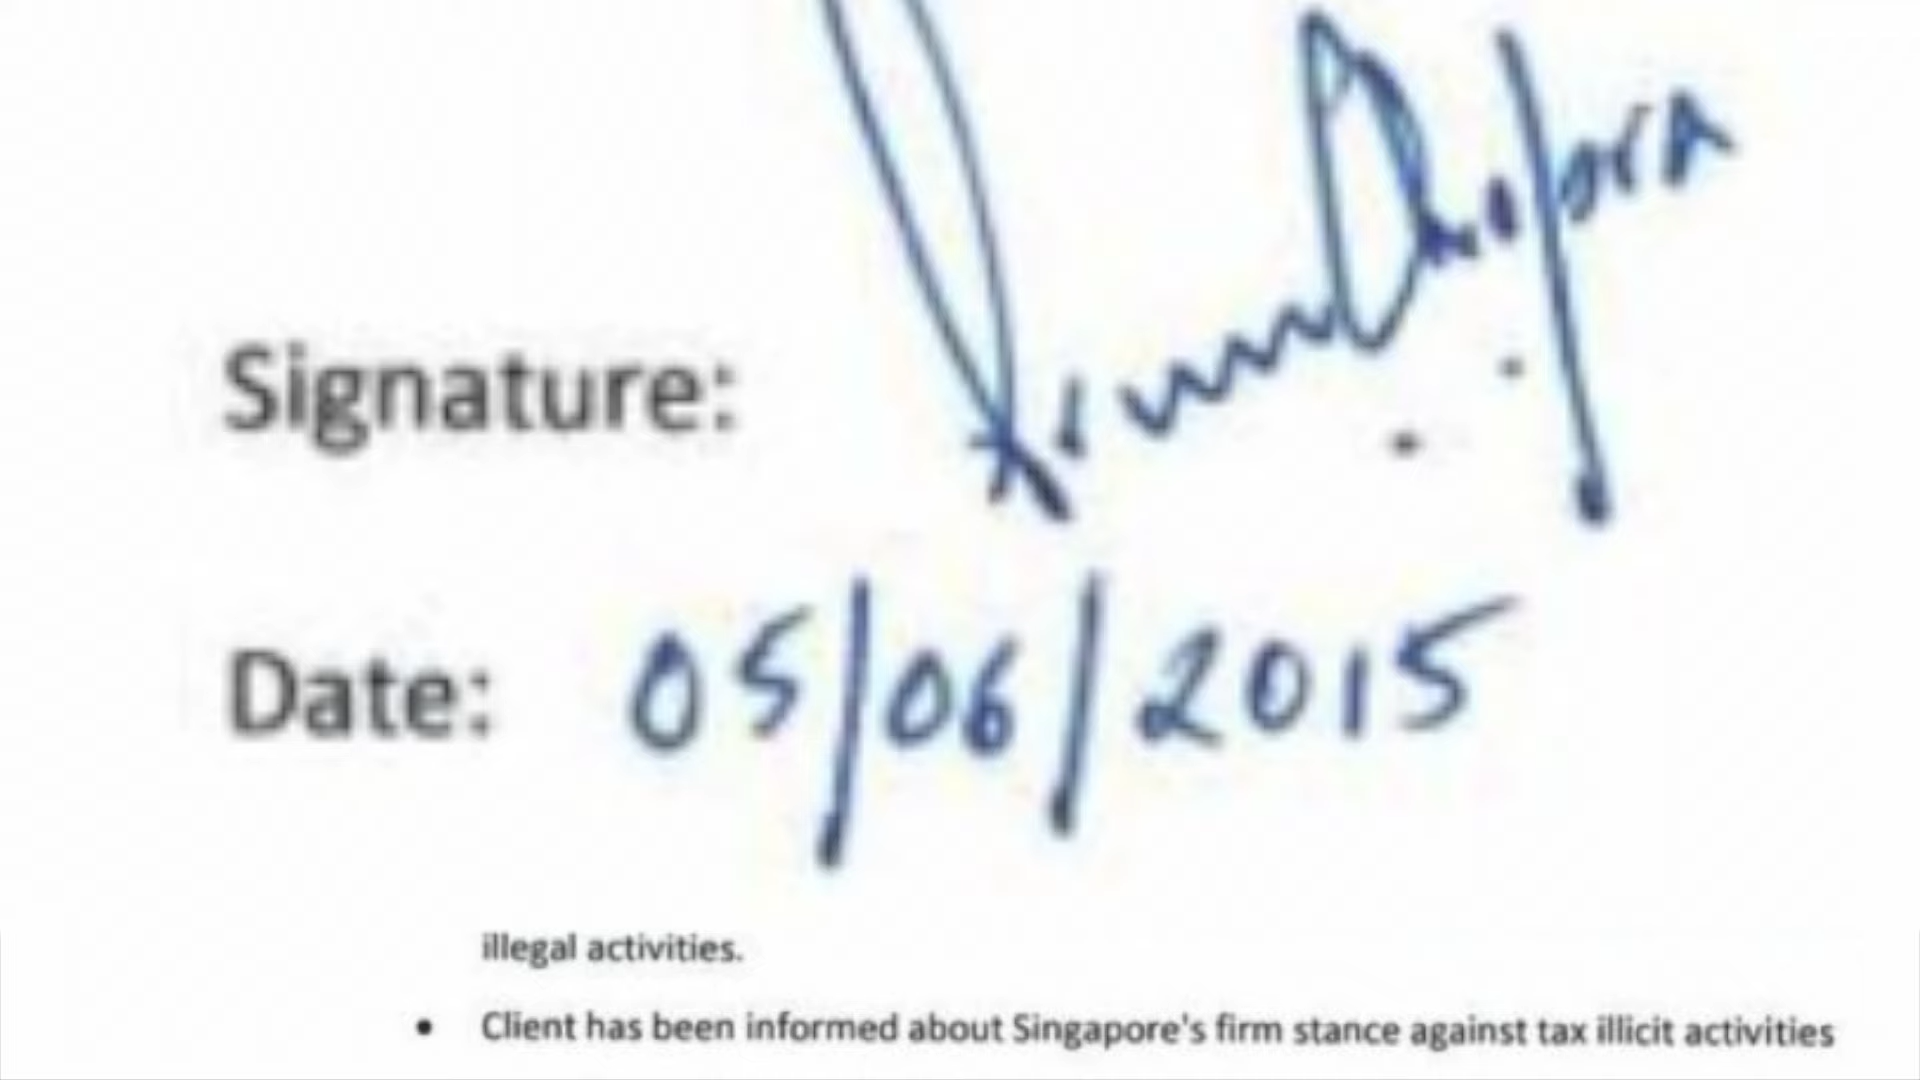 Signature:
Date: 05/06/2015
illegal activities.
• Client has been informed about Singapore's firm stance against tax illicit activities